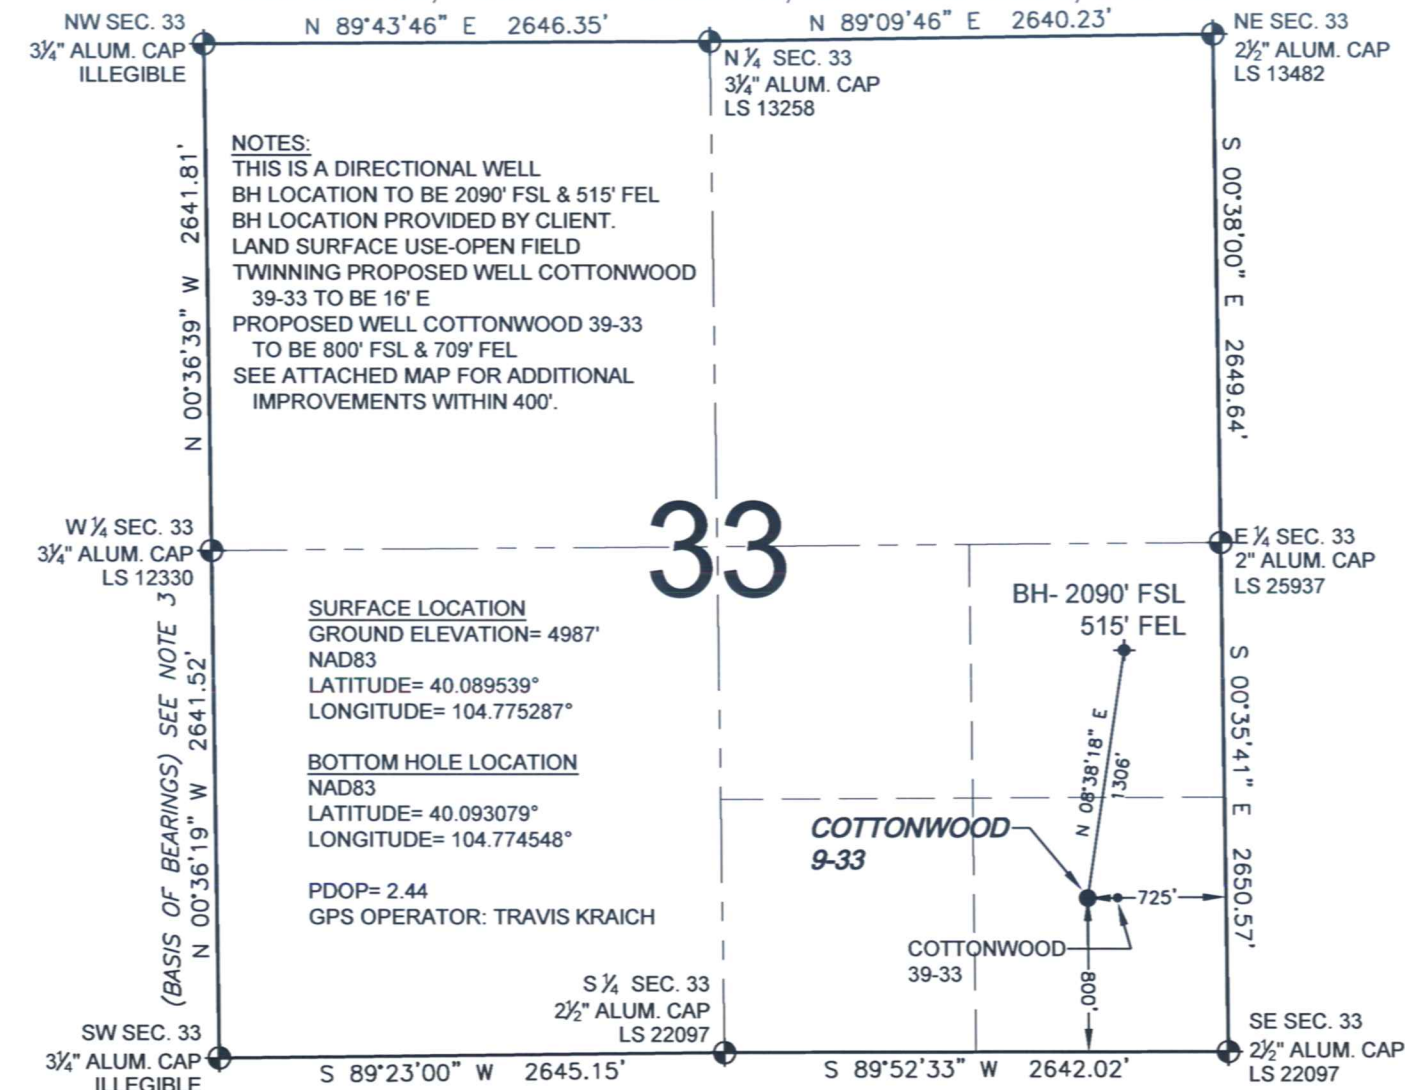 N 89°43'46" E 2646.35'
N 89°09'46" E 2640.23'
NW SEC. 33
3¼" ALUM. CAP
ILLEGIBLE
N ¼ SEC. 33
3¼" ALUM. CAP
LS 13258
NE SEC. 33
2½" ALUM. CAP
LS 13482
N 00°36'39" W 2641.81'
NOTES:
THIS IS A DIRECTIONAL WELL
BH LOCATION TO BE 2090' FSL & 515' FEL
BH LOCATION PROVIDED BY CLIENT.
LAND SURFACE USE-OPEN FIELD
TWINNING PROPOSED WELL COTTONWOOD
39-33 TO BE 16' E
PROPOSED WELL COTTONWOOD 39-33
TO BE 800' FSL & 709' FEL
SEE ATTACHED MAP FOR ADDITIONAL
IMPROVEMENTS WITHIN 400'.
S 00°38'00" E 2649.64'
33
W ¼ SEC. 33
3¼" ALUM. CAP
LS 12330
E ¼ SEC. 33
2" ALUM. CAP
LS 25937
(BASIS OF BEARINGS) SEE NOTE 3
N 00°36'19" W 2641.52'
SURFACE LOCATION
GROUND ELEVATION= 4987'
NAD83
LATITUDE= 40.089539°
LONGITUDE= 104.775287°
BOTTOM HOLE LOCATION
NAD83
LATITUDE= 40.093079°
LONGITUDE= 104.774548°
PDOP= 2.44
GPS OPERATOR: TRAVIS KRAICH
BH- 2090' FSL
515' FEL
N 08°38'18" E
1306'
S 00°35'41" E 2650.57'
COTTONWOOD
9-33
725'
COTTONWOOD
39-33
800'
S ¼ SEC. 33
2½" ALUM. CAP
LS 22097
SW SEC. 33
3¼" ALUM. CAP
ILLEGIBLE
SE SEC. 33
2½" ALUM. CAP
LS 22097
S 89°23'00" W 2645.15'
S 89°52'33" W 2642.02'